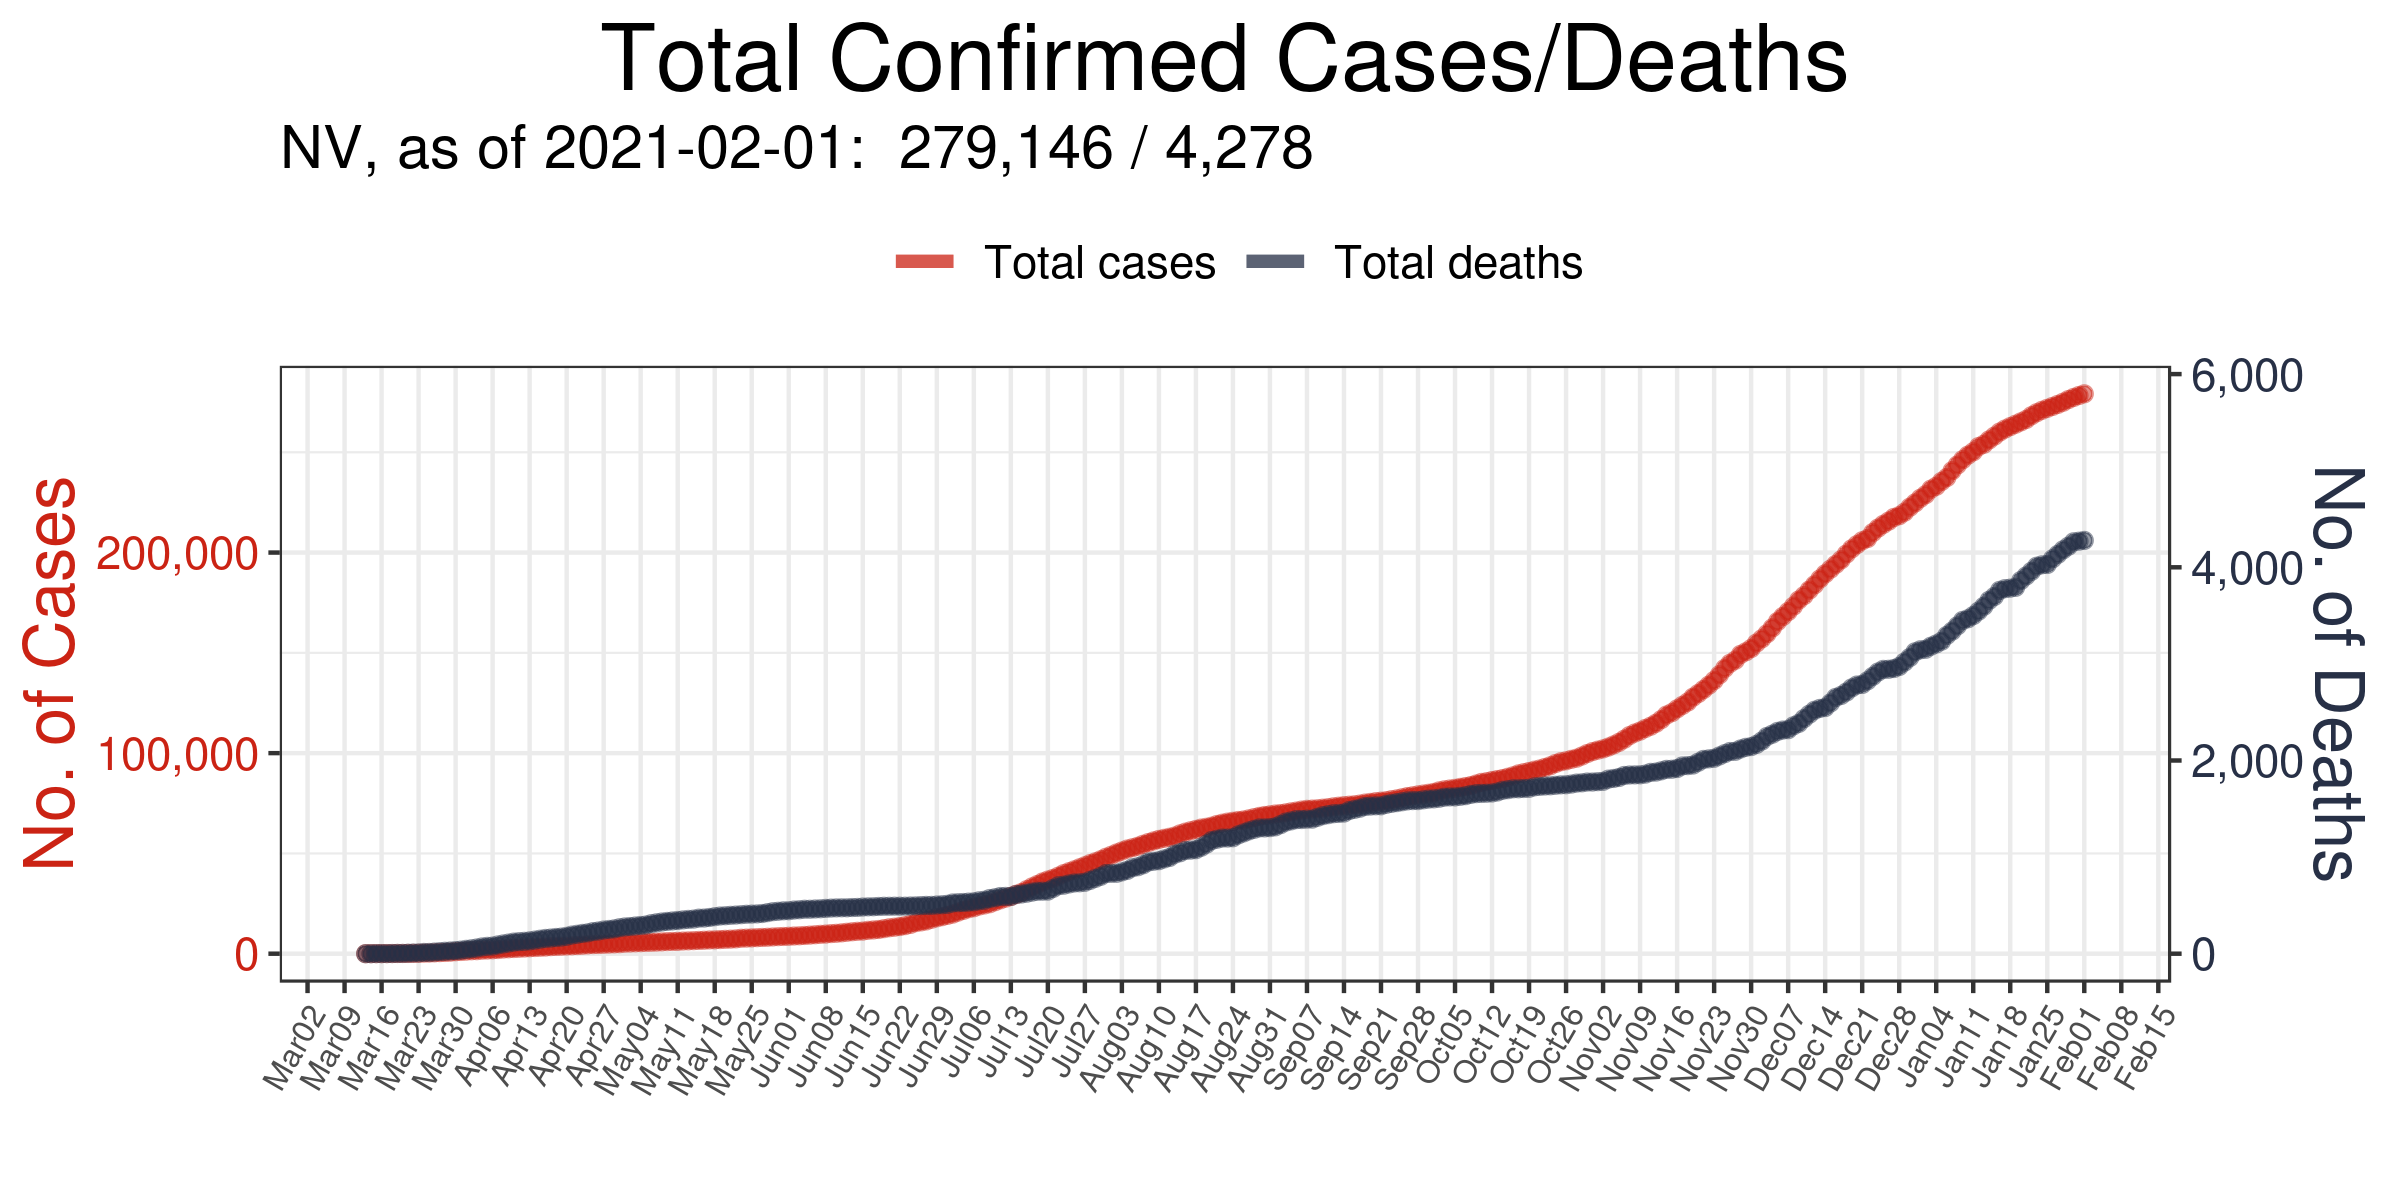 Total Confirmed Cases/Deaths
NV, as of 2021-02-01:  279,146 / 4,278
Total cases
Total deaths
No. of Cases
200,000
100,000
0
6,000
4,000
2,000
0
No. of Deaths
Mar02
Mar09
Mar16
Mar23
Mar30
Apr06
Apr13
Apr20
Apr27
May04
May11
May18
May25
Jun01
Jun08
Jun15
Jun22
Jun29
Jul06
Jul13
Jul20
Jul27
Aug03
Aug10
Aug17
Aug24
Aug31
Sep07
Sep14
Sep21
Sep28
Oct05
Oct12
Oct19
Oct26
Nov02
Nov09
Nov16
Nov23
Nov30
Dec07
Dec14
Dec21
Dec28
Jan04
Jan11
Jan18
Jan25
Feb01
Feb08
Feb15